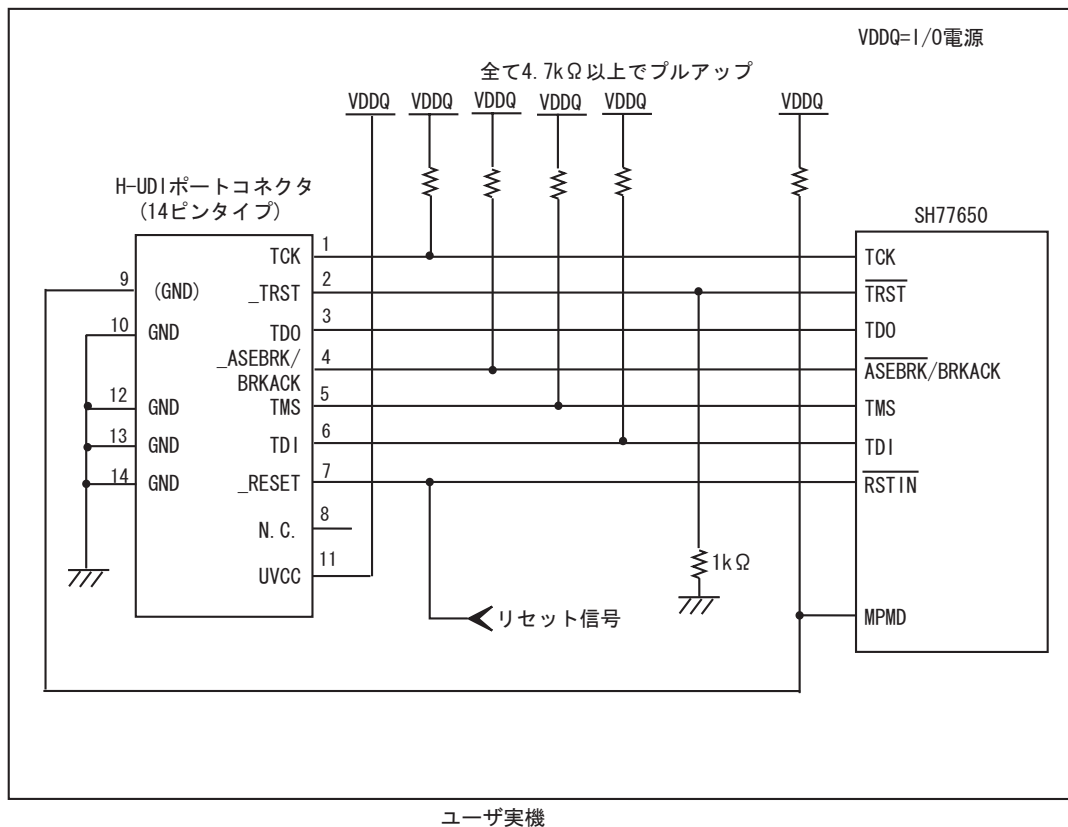 VDDQ=I/O電源
全て4.7kΩ以上でプルアップ
VDDQ VDDQ VDDQ VDDQ VDDQ VDDQ
H-UDIポートコネクタ
(14ピンタイプ)
SH77650
TCK 1 TCK
9 (GND) _TRST 2 TRST
10 GND TDO 3 TDO
_ASEBRK/ 4 ASEBRK/BRKACK
BRKACK
12 GND TMS 5 TMS
13 GND TDI 6 TDI
14 GND _RESET 7 RSTIN
N.C. 8
UVCC 11
1kΩ
リセット信号
MPMD
ユーザ実機